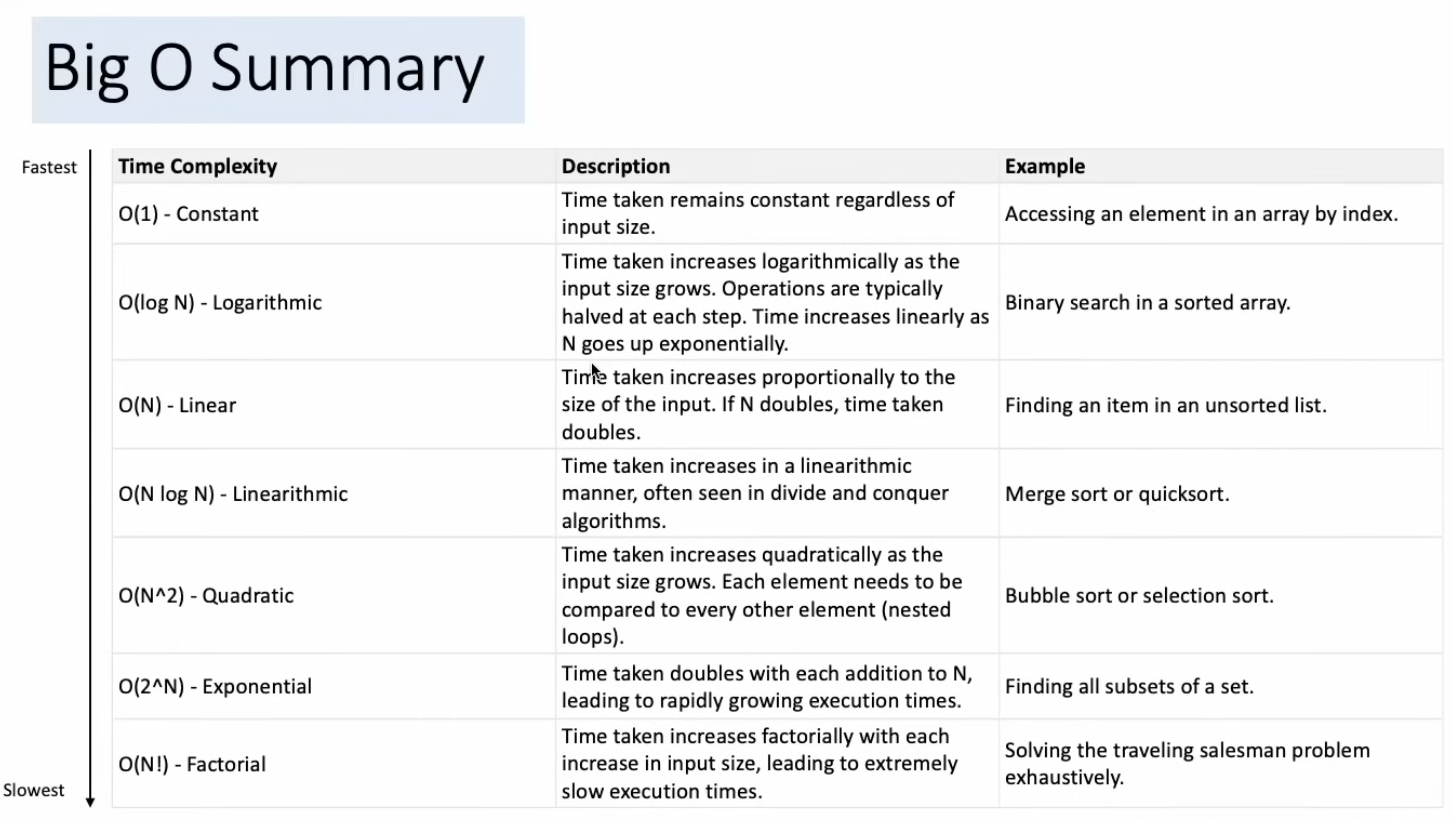 Big O Summary
Fastest
Time Complexity
Description
Example
O(1) - Constant
Time taken remains constant regardless of
input size.
Accessing an element in an array by index.
O(log N) - Logarithmic
Time taken increases logarithmically as the
input size grows. Operations are typically
halved at each step. Time increases linearly as
N goes up exponentially.
Binary search in a sorted array.
O(N) - Linear
Time taken increases proportionally to the
size of the input. If N doubles, time taken
doubles.
Finding an item in an unsorted list.
O(N log N) - Linearithmic
Time taken increases in a linearithmic
manner, often seen in divide and conquer
algorithms.
Merge sort or quicksort.
O(N^2) - Quadratic
Time taken increases quadratically as the
input size grows. Each element needs to be
compared to every other element (nested
loops).
Bubble sort or selection sort.
O(2^N) - Exponential
Time taken doubles with each addition to N,
leading to rapidly growing execution times.
Finding all subsets of a set.
O(N!) - Factorial
Time taken increases factorially with each
increase in input size, leading to extremely
slow execution times.
Solving the traveling salesman problem
exhaustively.
Slowest